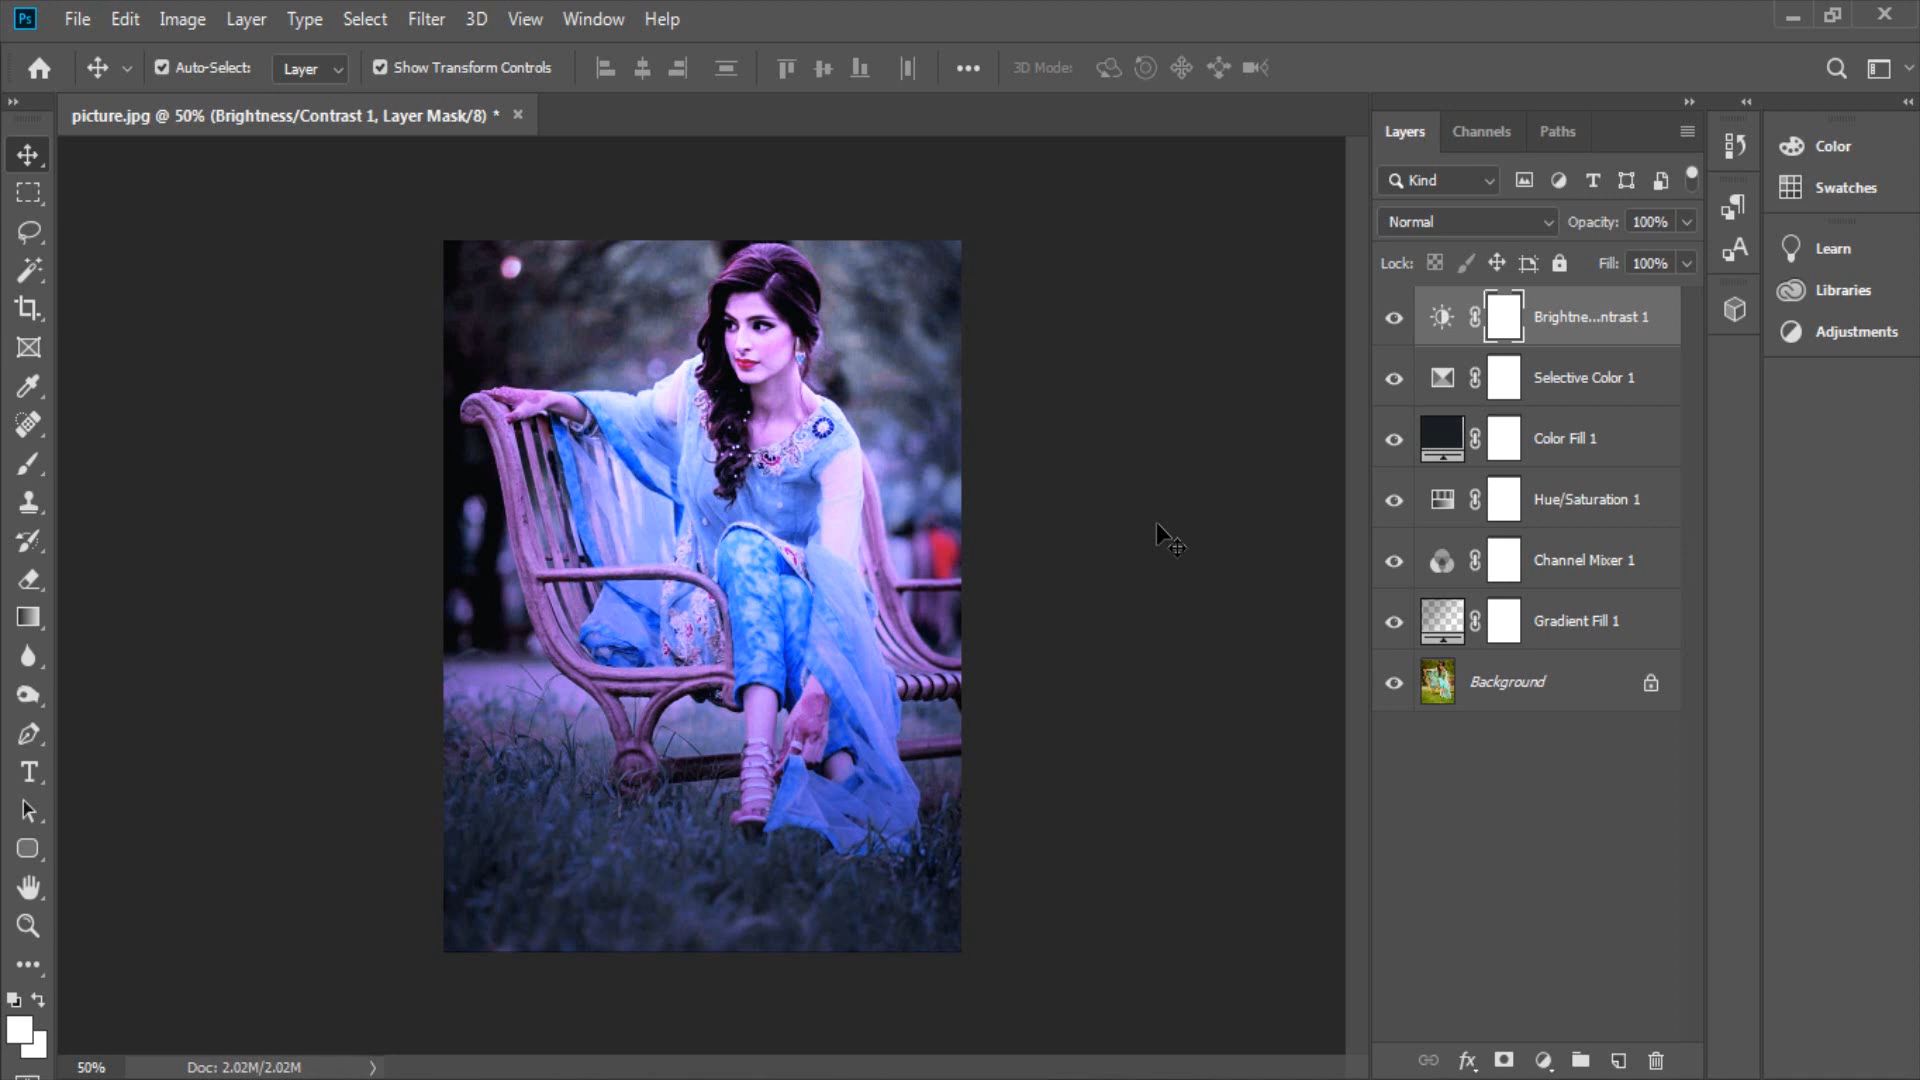 Ps File Edit Image Layer Type Select Filter 3D View Window Help
Auto-Select: Layer Show Transform Controls 3D Mode:
picture.jpg @ 50% (Brightness/Contrast 1, Layer Mask/8) *
Layers Channels Paths
Kind
Normal Opacity: 100%
Lock: Fill: 100%
Brightne...ntrast 1
Selective Color 1
Color Fill 1
Hue/Saturation 1
Channel Mixer 1
Gradient Fill 1
Background
Color
Swatches
Learn
Libraries
Adjustments
50% Doc: 2.02M/2.02M
fx